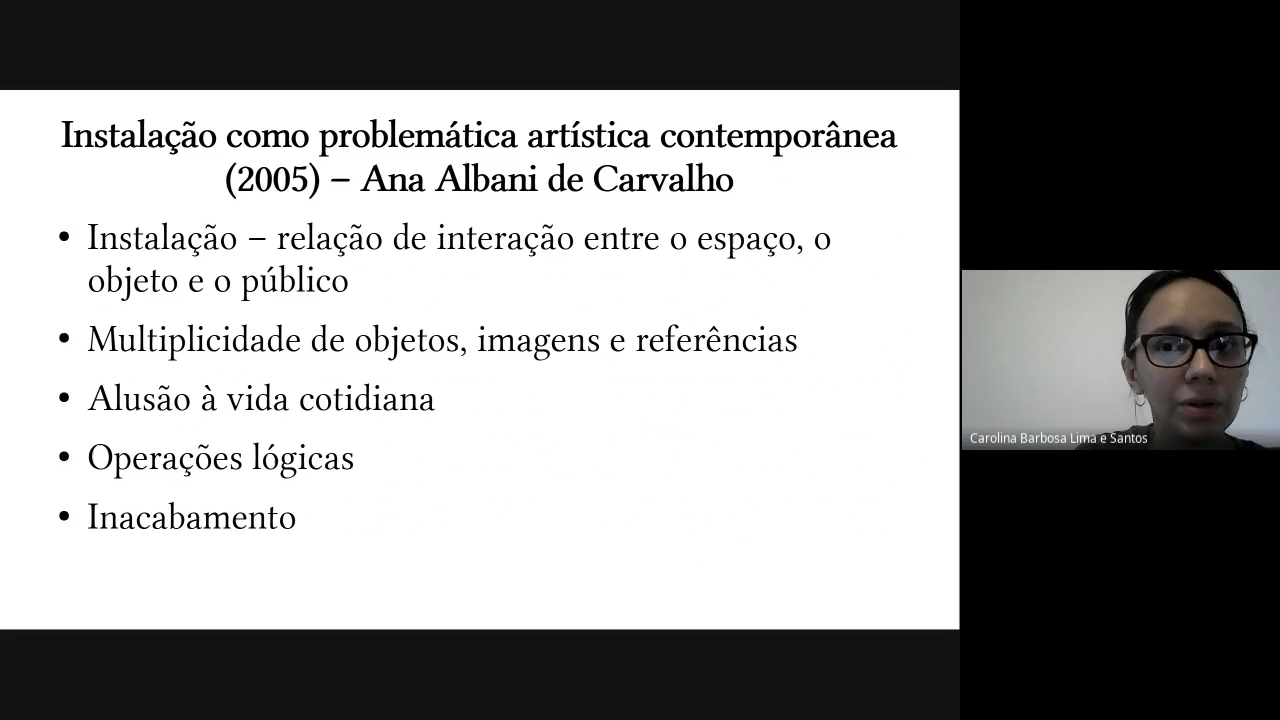 Instalação como problemática artística contemporânea
(2005) – Ana Albani de Carvalho
• Instalação – relação de interação entre o espaço, o
objeto e o público
• Multiplicidade de objetos, imagens e referências
• Alusão à vida cotidiana
• Operações lógicas
• Inacabamento
Carolina Barbosa Lima e Santos